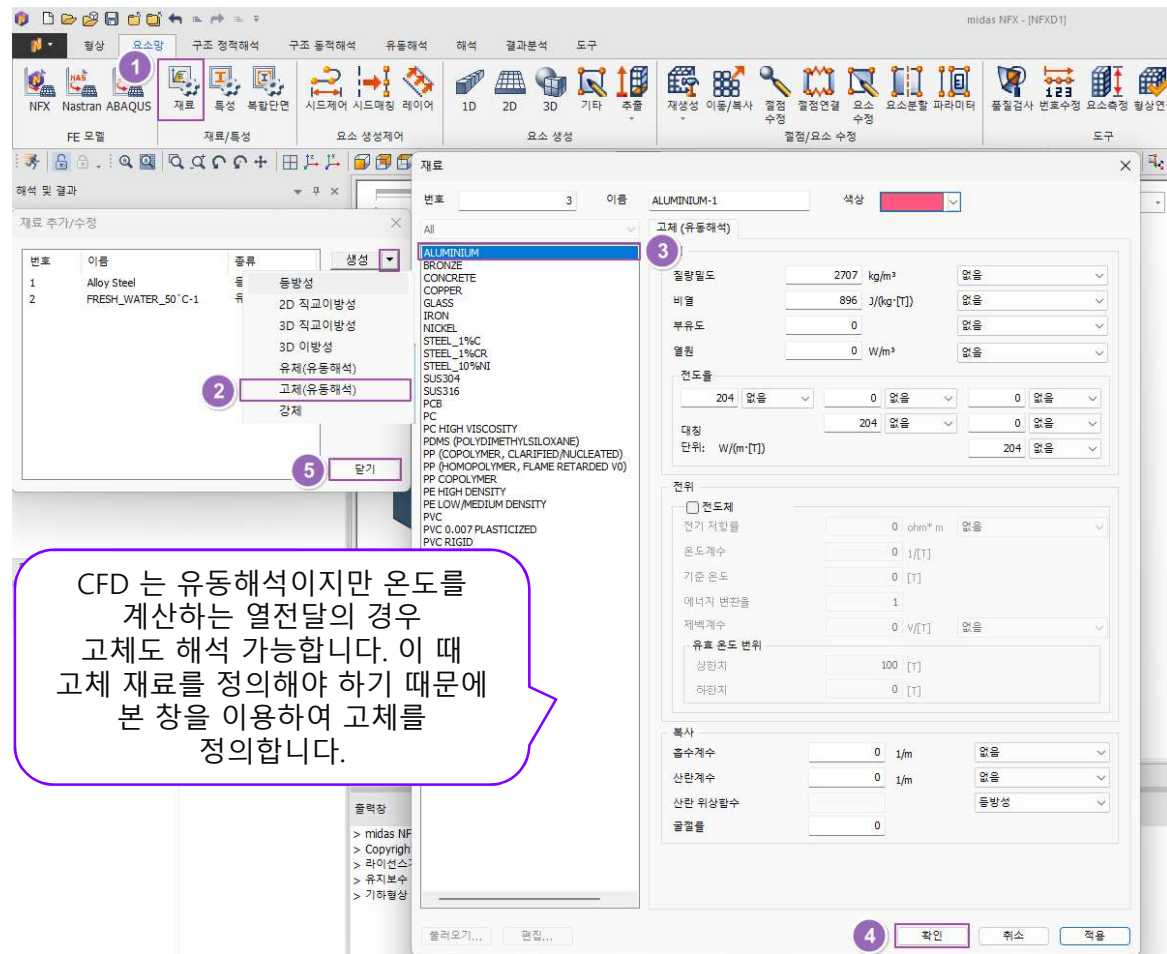 midas NFX - [NFXD1]
형상 요소망 구조 정적해석 구조 동적해석 유동해석 해석 결과분석 도구
1
NFX Nastran ABAQUS 재료 특성 복합단면 시드제어 시드매칭 레이어 1D 2D 3D 기타 추출 재생성 이동/복사 절점 수정 절점연결 요소 수정 요소분할 파라미터 품질검사 번호수정 요소측정
FE 모델 재료/특성 요소 생성제어 요소 생성 절점/요소 수정 도구
해석 및 결과
재료 추가/수정
번호 이름 종류 생성
1 Alloy Steel
2 FRESH_WATER_50`C-1
등방성
2D 직교이방성
3D 직교이방성
3D 이방성
유체(유동해석)
2 고체(유동해석)
강체
5 닫기
CFD 는 유동해석이지만 온도를
계산하는 열전달의 경우
고체도 해석 가능합니다. 이 때
고체 재료를 정의해야 하기 때문에
본 창을 이용하여 고체를
정의합니다.
출력창
> midas NF
> Copyrigh
> 라이선스
> 유지보수
> 기하형상
재료
번호 3 이름 ALUMINIUM-1 색상
All
ALUMINIUM
BRONZE
CONCRETE
COPPER
GLASS
IRON
NICKEL
STEEL_1%C
STEEL_1%CR
STEEL_10%NI
SUS304
SUS316
PCB
PC
PC HIGH VISCOSITY
PDMS (POLYDIMETHYLSILOXANE)
PP (COPOLYMER, CLARIFIED/NUCLEATED)
PP (HOMOPOLYMER, FLAME RETARDED V0)
PP COPOLYMER
PE HIGH DENSITY
PE LOW/MEDIUM DENSITY
PVC
PVC 0.007 PLASTICIZED
PVC RIGID
고체 (유동해석)
3
질량밀도 2707 kg/m³ 없음
비열 896 J/(kg·[T]) 없음
부유도 0 없음
열원 0 W/m³ 없음
전도율
204 없음 0 없음 0 없음
대칭 204 없음 0 없음
단위: W/(m·[T]) 204 없음
전위
전도체
전기 저항률 0 ohm* m 없음
온도계수 0 1/[T]
기준 온도 0 [T]
에너지 변환율 1
제벡계수 0 V/[T] 없음
유효 온도 변위
상한치 100 [T]
하한치 0 [T]
복사
흡수계수 0 1/m 없음
산란계수 0 1/m 없음
산란 위상함수 등방성
굴절률 0
불러오기... 편집... 4 확인 취소 적용